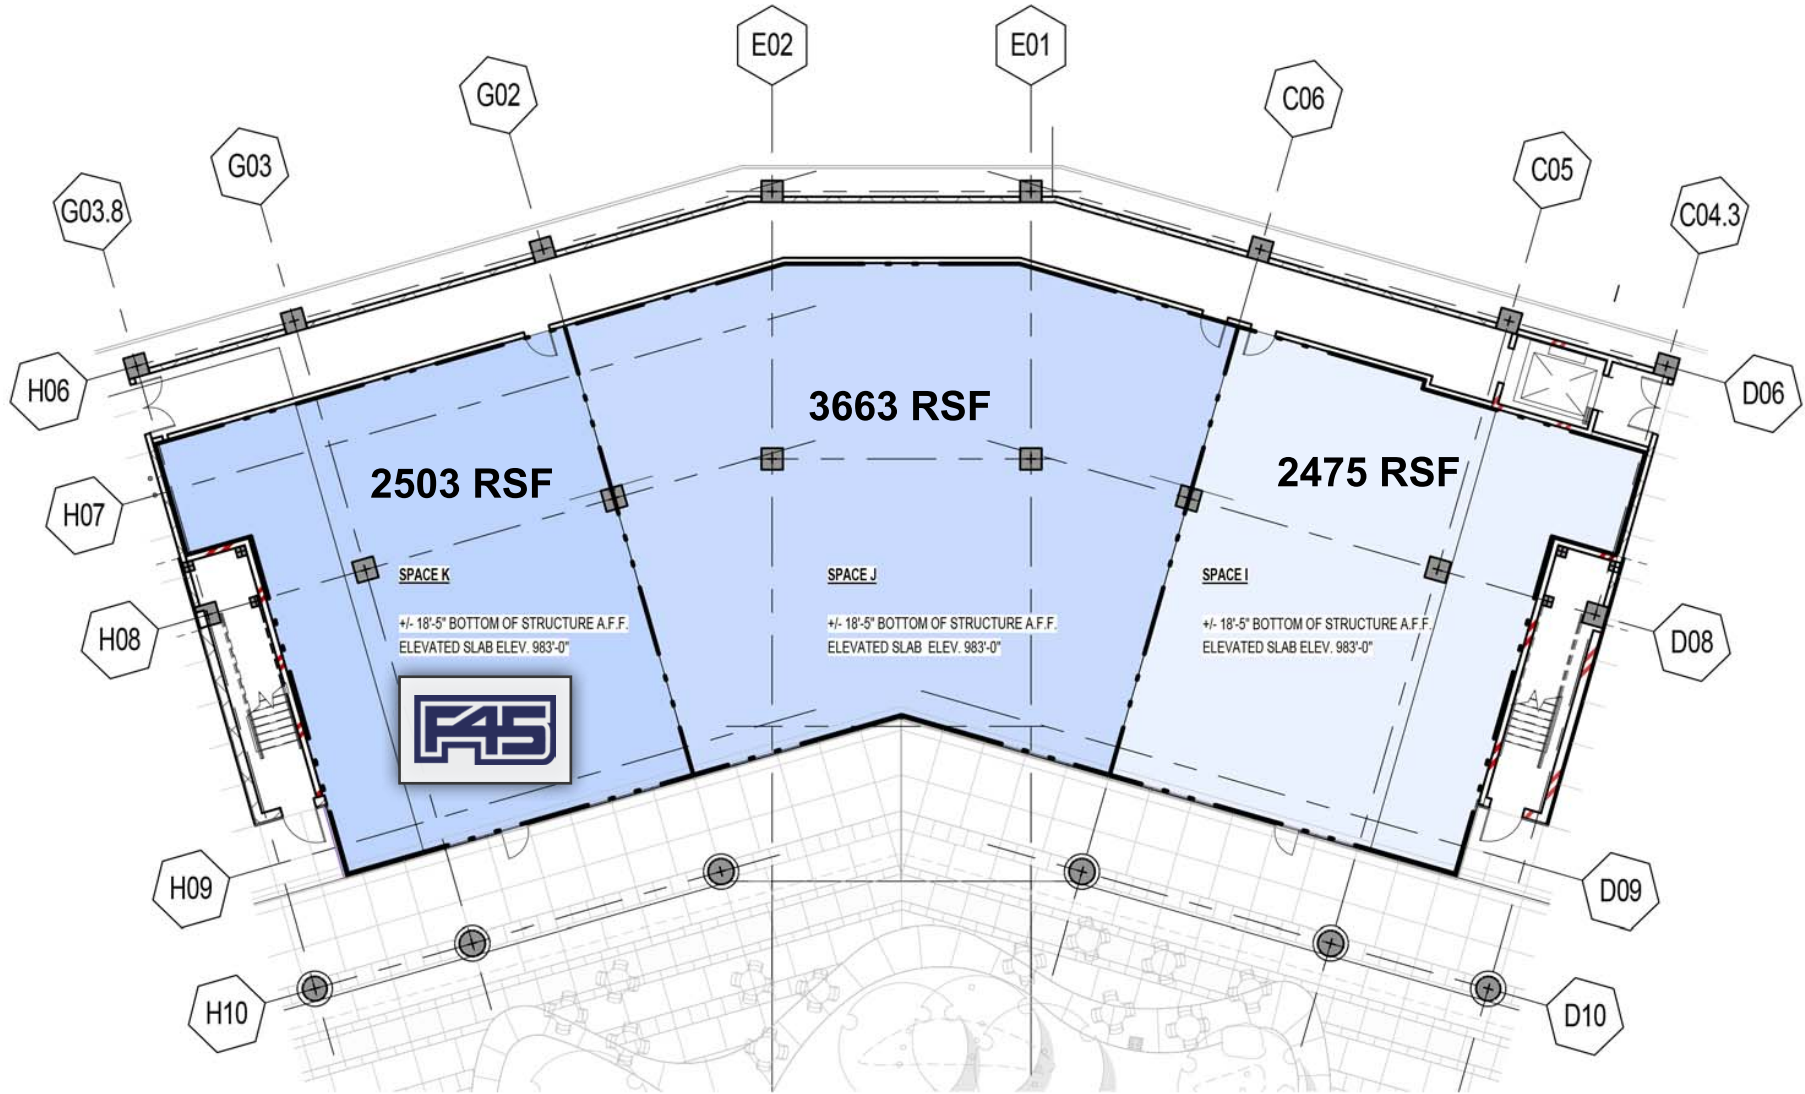 E02
E01
G02
C06
G03
C05
G03.8
C04.3
H06
D06
3663 RSF
2503 RSF
2475 RSF
H07
SPACE K
SPACE J
SPACE I
+/- 18'-5" BOTTOM OF STRUCTURE A.F.F.
ELEVATED SLAB ELEV. 983'-0"
+/- 18'-5" BOTTOM OF STRUCTURE A.F.F.
ELEVATED SLAB ELEV. 983'-0"
+/- 18'-5" BOTTOM OF STRUCTURE A.F.F.
ELEVATED SLAB ELEV. 983'-0"
H08
D08
F45
H09
D09
H10
D10